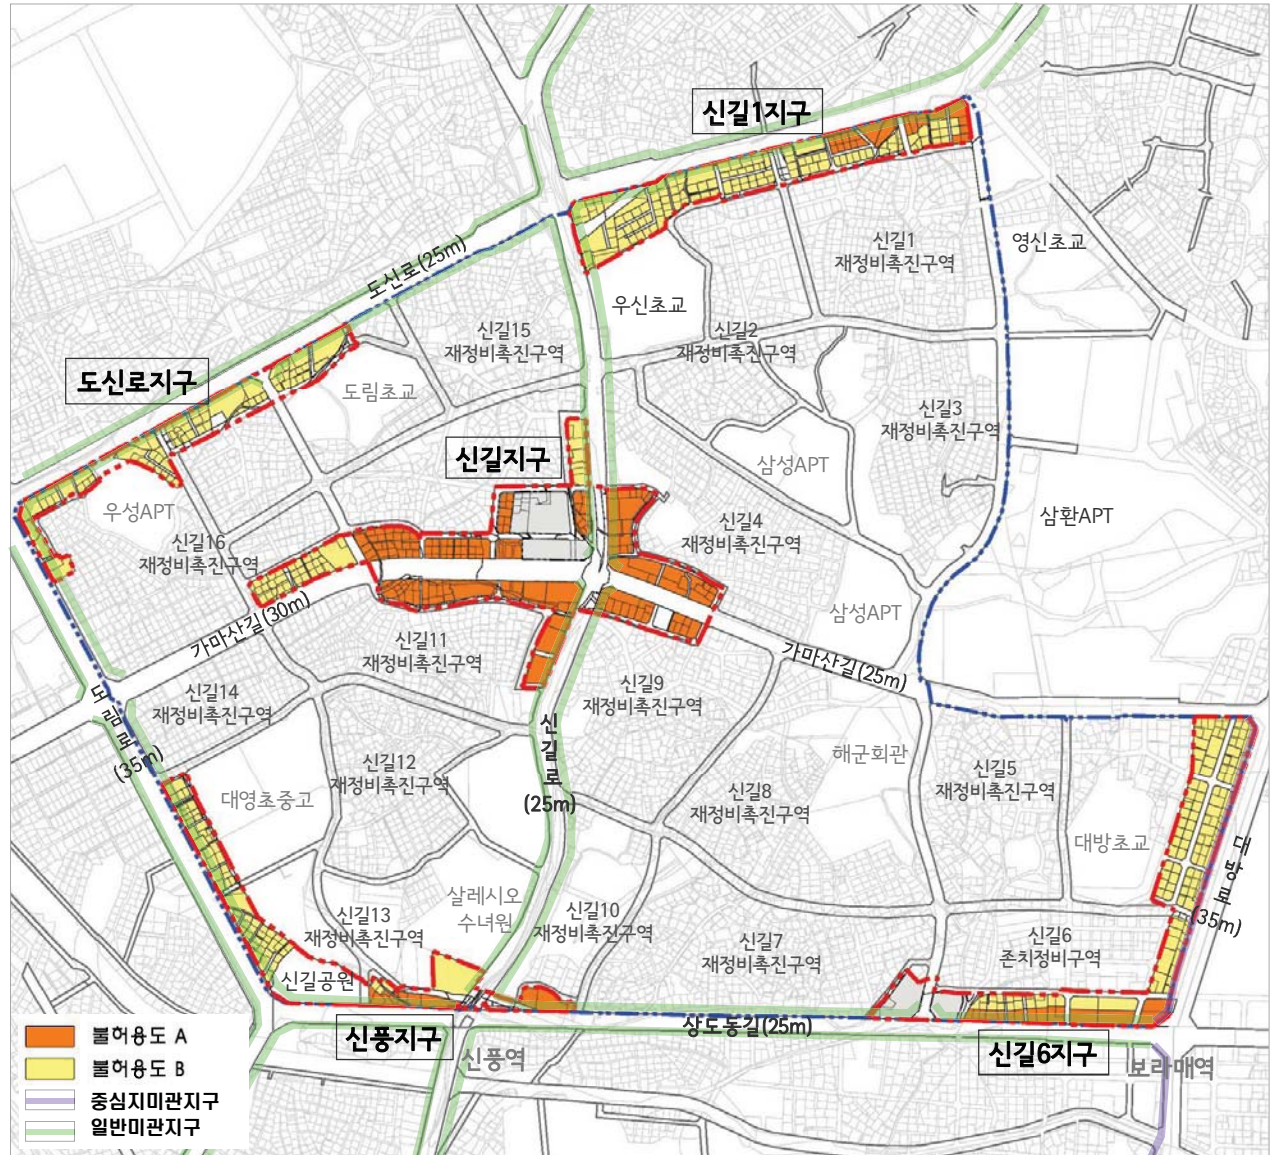 신길1지구
신길1
재정비촉진구역
영신초교
도신로(25m)
우신초교
신길15
재정비촉진구역
신길2
재정비촉진구역
도신로지구
도림초교
신길3
재정비촉진구역
신길지구
삼성APT
우성APT
신길16
재정비촉진구역
신길4
재정비촉진구역
삼환APT
가마산길(30m)
삼성APT
신길11
재정비촉진구역
가마산길(25m)
신길14
재정비촉진구역
신길9
재정비촉진구역
도림로
(35m)
신길로
(25m)
해군회관
신길12
재정비촉진구역
신길5
재정비촉진구역
대영초중고
신길8
재정비촉진구역
대방초교
대방로
(35m)
살레시오
수녀원
신길13
재정비촉진구역
신길10
재정비촉진구역
신길7
재정비촉진구역
신길6
존치정비구역
신길공원
상도동길(25m)
신풍지구
신풍역
신길6지구
보라매역
불허용도 A
불허용도 B
중심지미관지구
일반미관지구